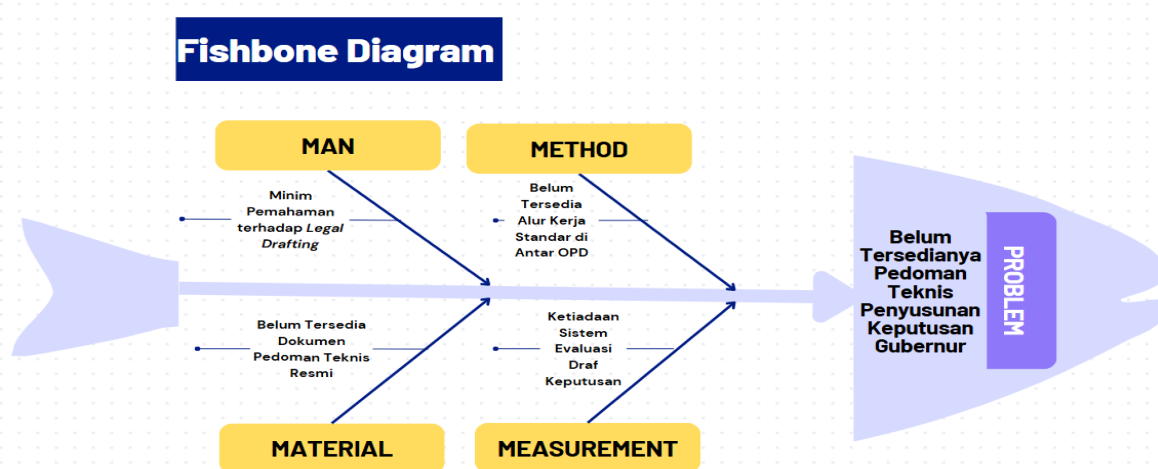 Fishbone Diagram
MAN
METHOD
Minim
Pemahaman
terhadap Legal
Drafting
Belum
Tersedia
Alur Kerja
Standar di
Antar OPD
Belum
Tersedianya
Pedoman
Teknis
Penyusunan
Keputusan
Gubernur
PROBLEM
Belum Tersedia
Dokumen
Pedoman Teknis
Resmi
Ketiadaan
Sistem
Evaluasi
Draf
Keputusan
MATERIAL
MEASUREMENT